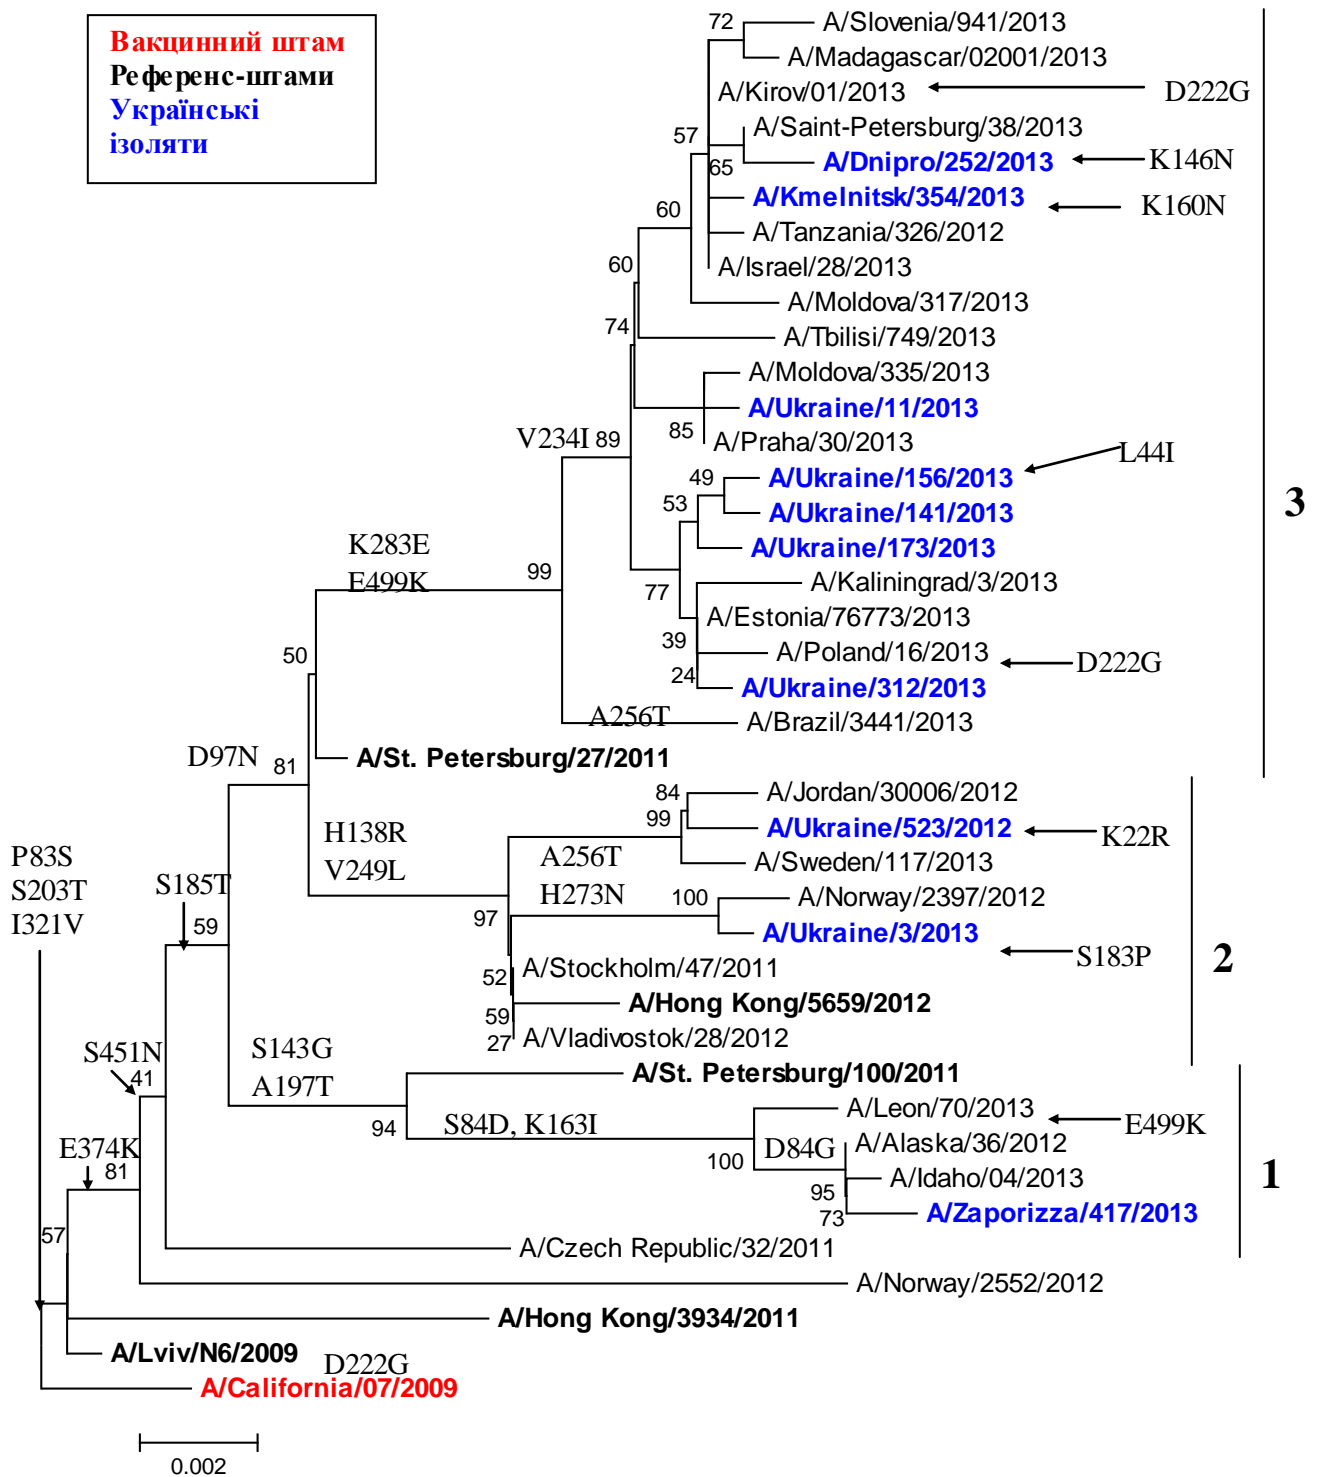 Вакцинний штам
Референс-штами
Українські
ізоляти
72
A/Slovenia/941/2013
A/Madagascar/02001/2013
A/Kirov/01/2013
D222G
57
A/Saint-Petersburg/38/2013
65
A/Dnipro/252/2013
K146N
A/Kmelnitsk/354/2013
K160N
60
A/Tanzania/326/2012
60
A/Israel/28/2013
A/Moldova/317/2013
74
A/Tbilisi/749/2013
A/Moldova/335/2013
A/Ukraine/11/2013
V234I
89
85
A/Praha/30/2013
L44I
49
A/Ukraine/156/2013
53
A/Ukraine/141/2013
3
A/Ukraine/173/2013
K283E
E499K
99
77
A/Kaliningrad/3/2013
A/Estonia/76773/2013
39
A/Poland/16/2013
D222G
50
24
A/Ukraine/312/2013
A256T
A/Brazil/3441/2013
D97N
81
A/St. Petersburg/27/2011
84
A/Jordan/30006/2012
99
A/Ukraine/523/2012
K22R
H138R
V249L
A256T
H273N
A/Sweden/117/2013
P83S
S203T
I321V
S185T
59
100
A/Norway/2397/2012
97
A/Ukraine/3/2013
S183P
2
52
A/Stockholm/47/2011
59
A/Hong Kong/5659/2012
27
A/Vladivostok/28/2012
S451N
41
S143G
A197T
A/St. Petersburg/100/2011
94
S84D, K163I
A/Leon/70/2013
E499K
E374K
81
100
D84G
A/Alaska/36/2012
1
95
A/Idaho/04/2013
73
A/Zaporizza/417/2013
57
A/Czech Republic/32/2011
A/Norway/2552/2012
A/Hong Kong/3934/2011
A/Lviv/N6/2009
D222G
A/California/07/2009
0.002